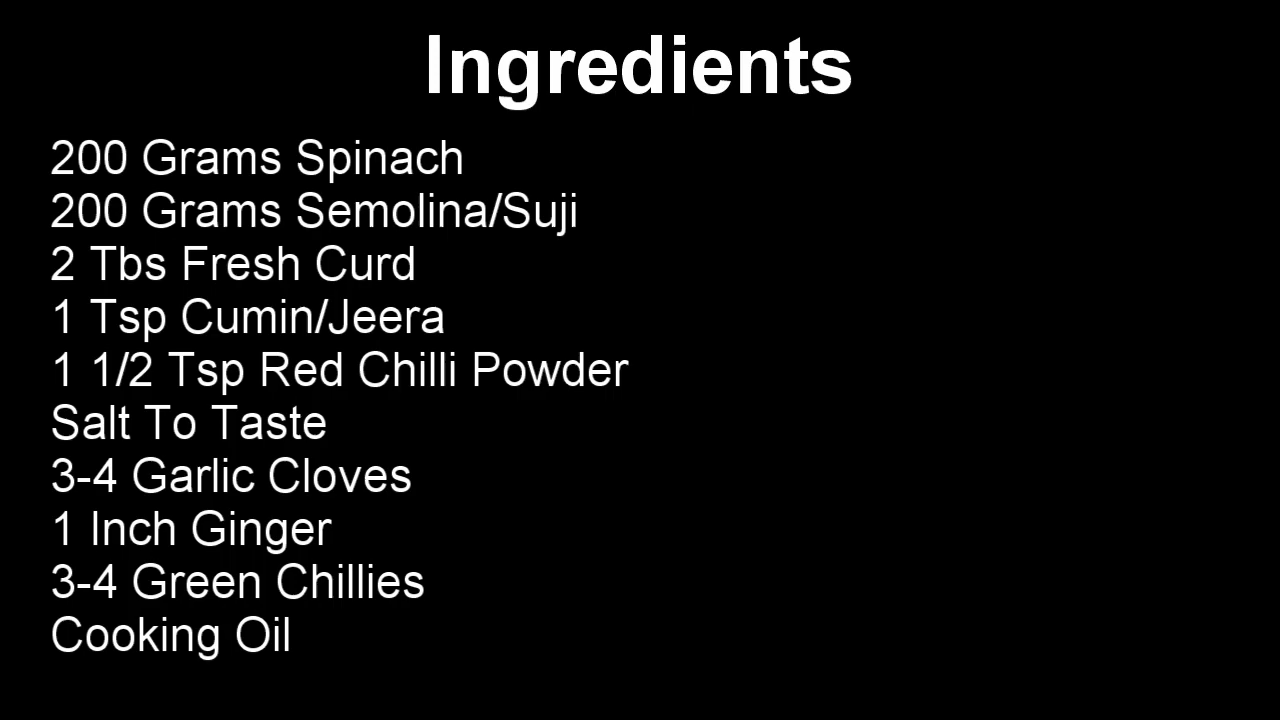 Ingredients
200 Grams Spinach
200 Grams Semolina/Suji
2 Tbs Fresh Curd
1 Tsp Cumin/Jeera
1 1/2 Tsp Red Chilli Powder
Salt To Taste
3-4 Garlic Cloves
1 Inch Ginger
3-4 Green Chillies
Cooking Oil